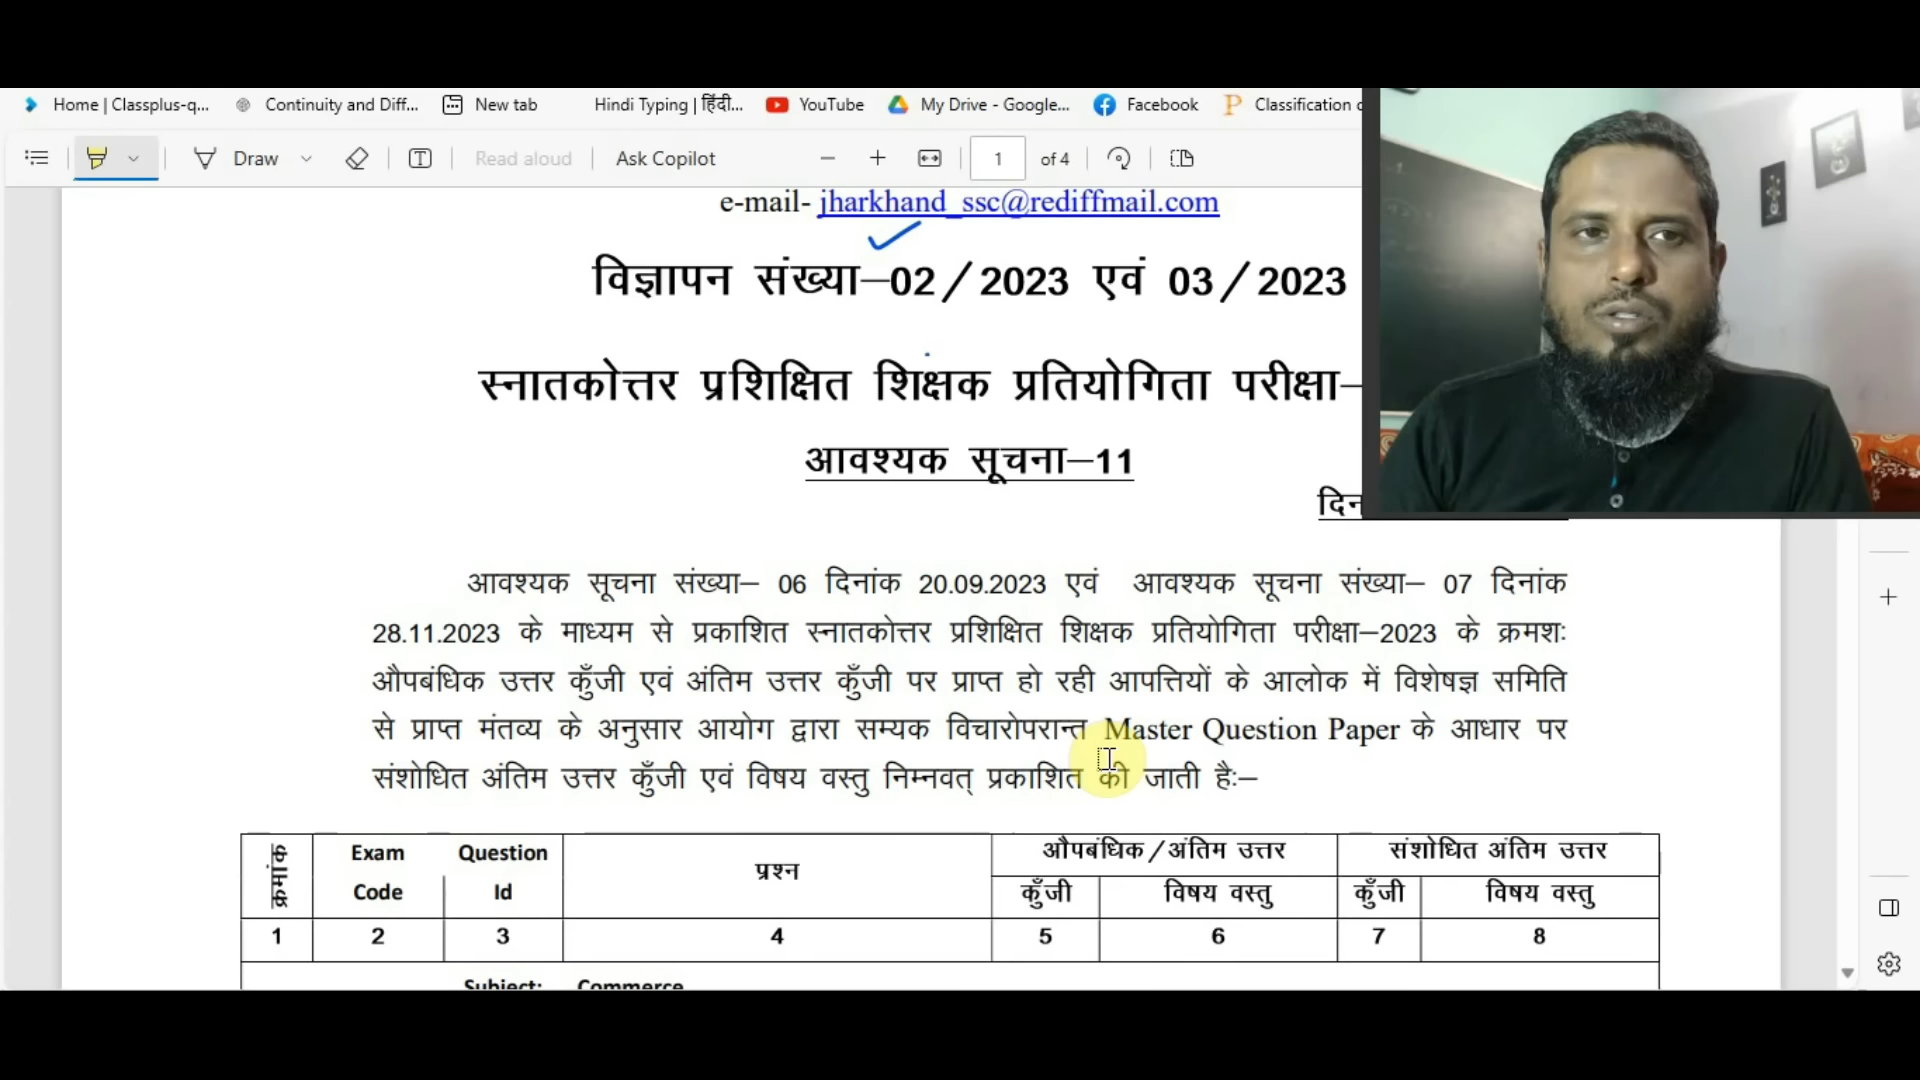 Home | Classplus-q... Continuity and Diff... New tab Hindi Typing | हिंदी... YouTube My Drive - Google... Facebook Classification
Draw Read aloud Ask Copilot 1 of 4
e-mail- jharkhand_ssc@rediffmail.com
विज्ञापन संख्या–02/2023 एवं 03/2023
स्नातकोत्तर प्रशिक्षित शिक्षक प्रतियोगिता परीक्षा–
आवश्यक सूचना–11
आवश्यक सूचना संख्या– 06 दिनांक 20.09.2023 एवं आवश्यक सूचना संख्या– 07 दिनांक
28.11.2023 के माध्यम से प्रकाशित स्नातकोत्तर प्रशिक्षित शिक्षक प्रतियोगिता परीक्षा–2023 के क्रमशः
औपबंधिक उत्तर कुँजी एवं अंतिम उत्तर कुँजी पर प्राप्त हो रही आपत्तियों के आलोक में विशेषज्ञ समिति
से प्राप्त मंतव्य के अनुसार आयोग द्वारा सम्यक विचारोपरान्त Master Question Paper के आधार पर
संशोधित अंतिम उत्तर कुँजी एवं विषय वस्तु निम्नवत् प्रकाशित की जाती है:–
क्रमांक Exam Code Question Id प्रश्न औपबंधिक/अंतिम उत्तर संशोधित अंतिम उत्तर
कुँजी विषय वस्तु कुँजी विषय वस्तु
1 2 3 4 5 6 7 8
Subject: Commerce